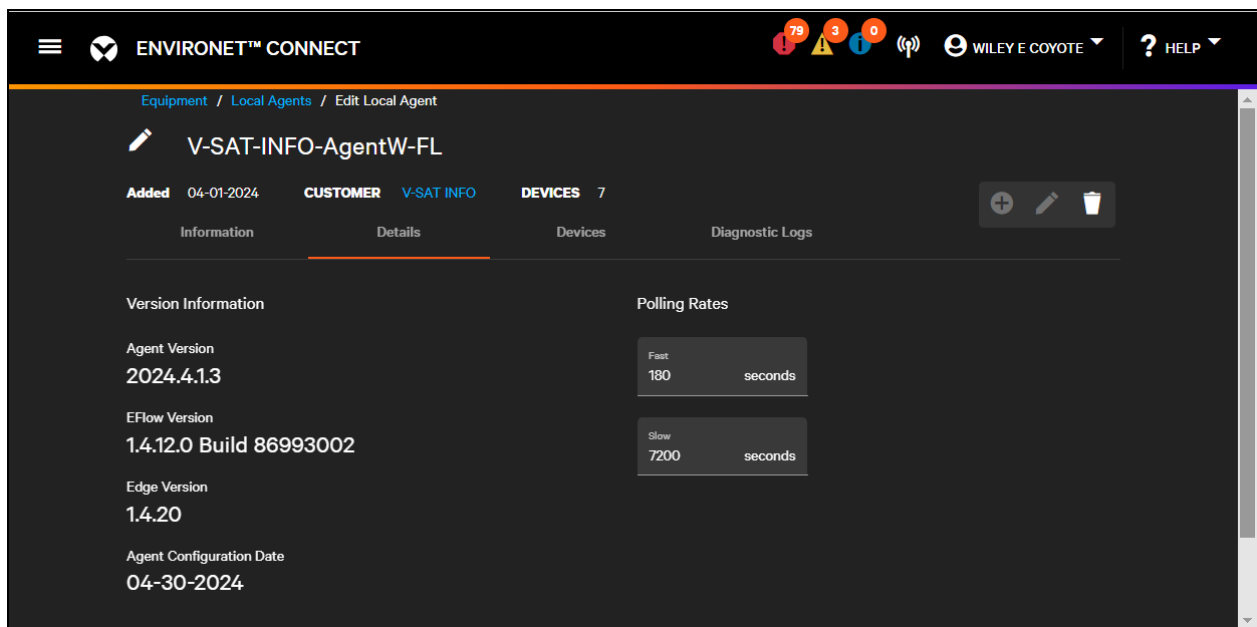 ENVIRONET™ CONNECT
79
3
0
WILEY E COYOTE
? HELP
Equipment / Local Agents / Edit Local Agent
V-SAT-INFO-AgentW-FL
Added 04-01-2024 CUSTOMER V-SAT INFO DEVICES 7
Information Details Devices Diagnostic Logs
Version Information
Agent Version
2024.4.1.3
EFlow Version
1.4.12.0 Build 86993002
Edge Version
1.4.20
Agent Configuration Date
04-30-2024
Polling Rates
Fast
180 seconds
Slow
7200 seconds